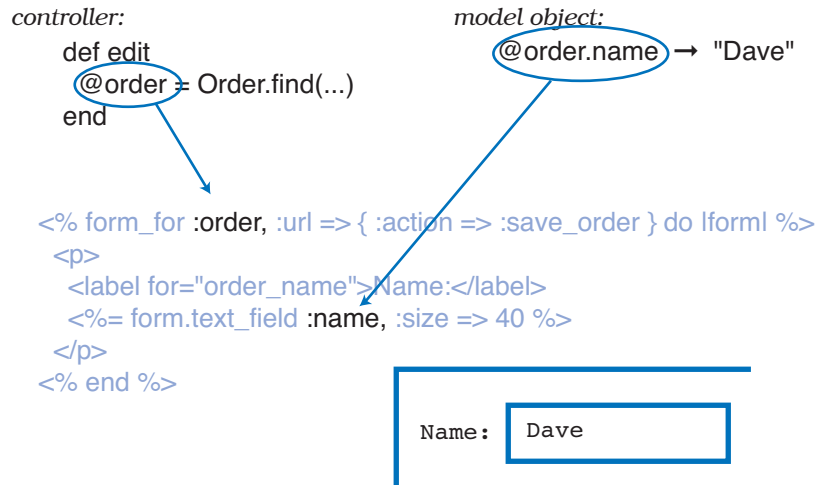 controller:
def edit
@order = Order.find(...)
end
model object:
@order.name → "Dave"
<% form_for :order, :url => { :action => :save_order } do |form| %>
<p>
<label for="order_name">Name:</label>
<%= form.text_field :name, :size => 40 %>
</p>
<% end %>
Name: Dave